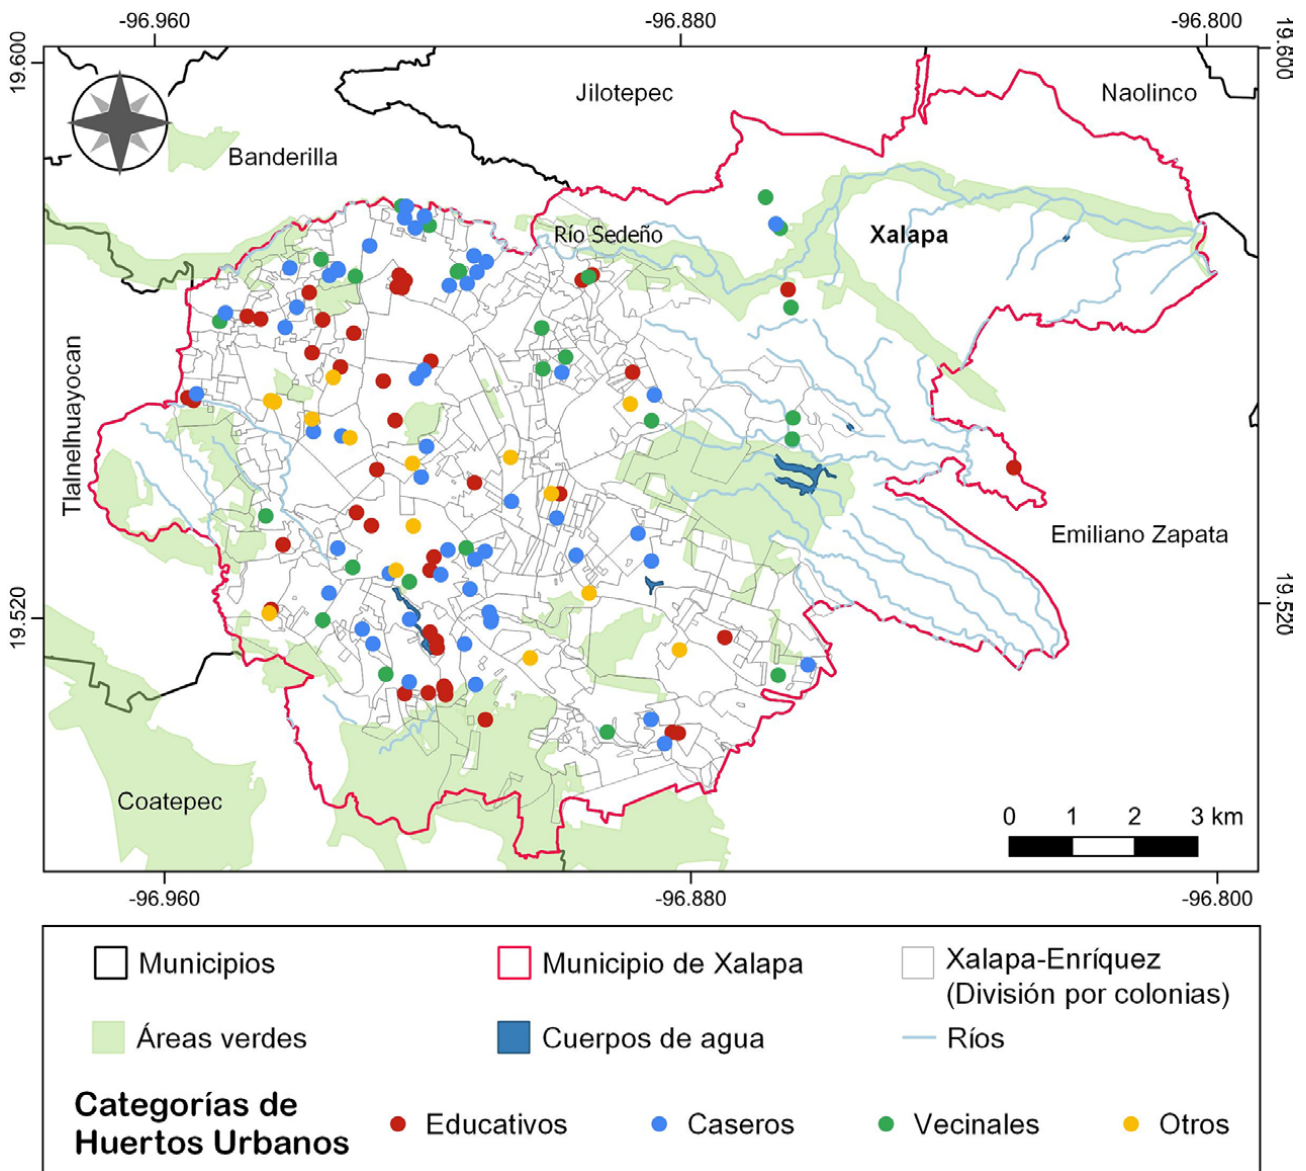 -96.960
-96.880
-96.800
19.600
19.600
Jilotepec
Naolinco
Banderilla
Río Sedeño
Xalapa
Tlalnelhuayocan
Emiliano Zapata
19.520
19.520
Coatepec
0 1 2 3 km
-96.960
-96.880
-96.800
Municipios
Municipio de Xalapa
Xalapa-Enríquez
(División por colonias)
Áreas verdes
Cuerpos de agua
Ríos
Categorías de
Huertos Urbanos
Educativos
Caseros
Vecinales
Otros